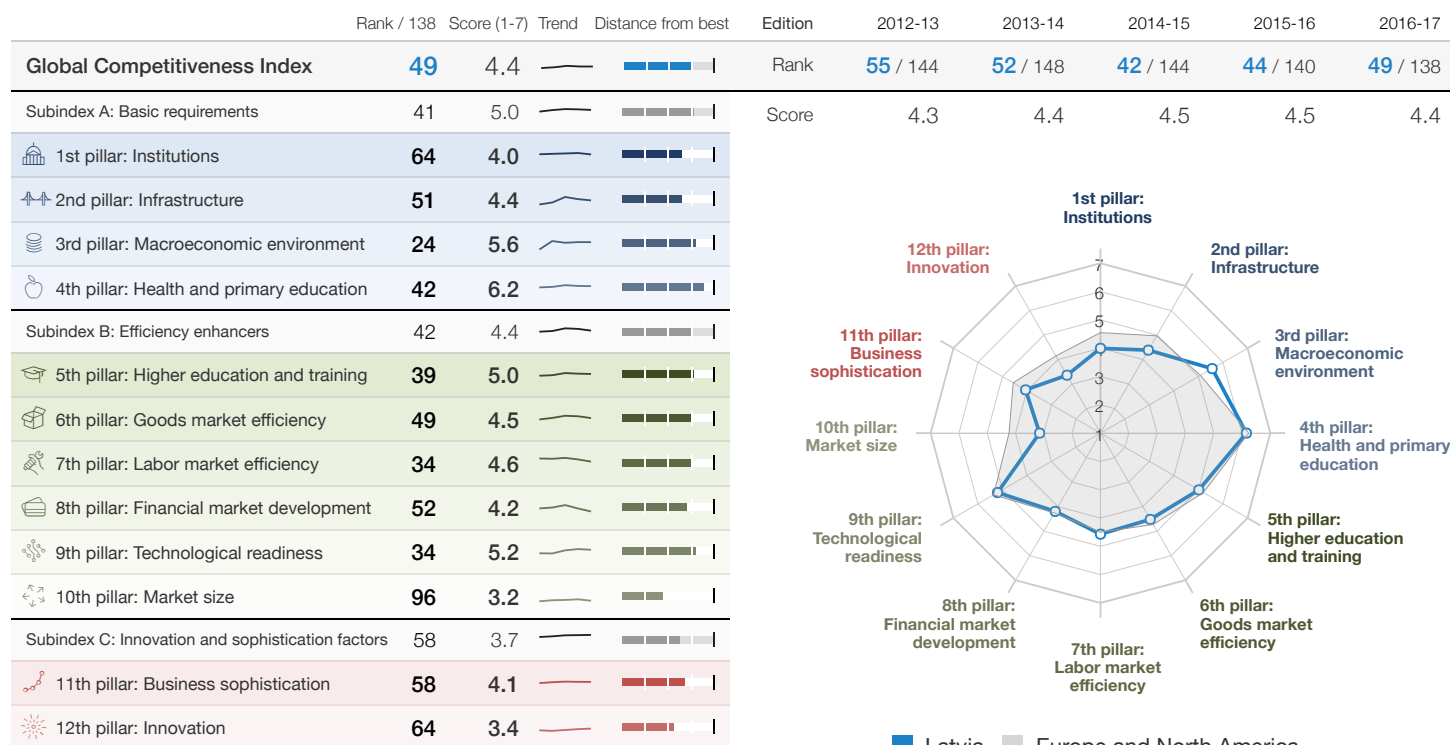 Rank / 138 Score (1-7) Trend Distance from best
Global Competitiveness Index 49 4.4
Subindex A: Basic requirements 41 5.0
1st pillar: Institutions 64 4.0
2nd pillar: Infrastructure 51 4.4
3rd pillar: Macroeconomic environment 24 5.6
4th pillar: Health and primary education 42 6.2
Subindex B: Efficiency enhancers 42 4.4
5th pillar: Higher education and training 39 5.0
6th pillar: Goods market efficiency 49 4.5
7th pillar: Labor market efficiency 34 4.6
8th pillar: Financial market development 52 4.2
9th pillar: Technological readiness 34 5.2
10th pillar: Market size 96 3.2
Subindex C: Innovation and sophistication factors 58 3.7
11th pillar: Business sophistication 58 4.1
12th pillar: Innovation 64 3.4
Edition 2012-13 2013-14 2014-15 2015-16 2016-17
Rank 55 / 144 52 / 148 42 / 144 44 / 140 49 / 138
Score 4.3 4.4 4.5 4.5 4.4
1st pillar:
Institutions
2nd pillar:
Infrastructure
3rd pillar:
Macroeconomic
environment
4th pillar:
Health and primary
education
5th pillar:
Higher education
and training
6th pillar:
Goods market
efficiency
7th pillar:
Labor market
efficiency
8th pillar:
Financial market
development
9th pillar:
Technological
readiness
10th pillar:
Market size
11th pillar:
Business
sophistication
12th pillar:
Innovation
7
6
5
3
2
1
Latvia Europe and North America